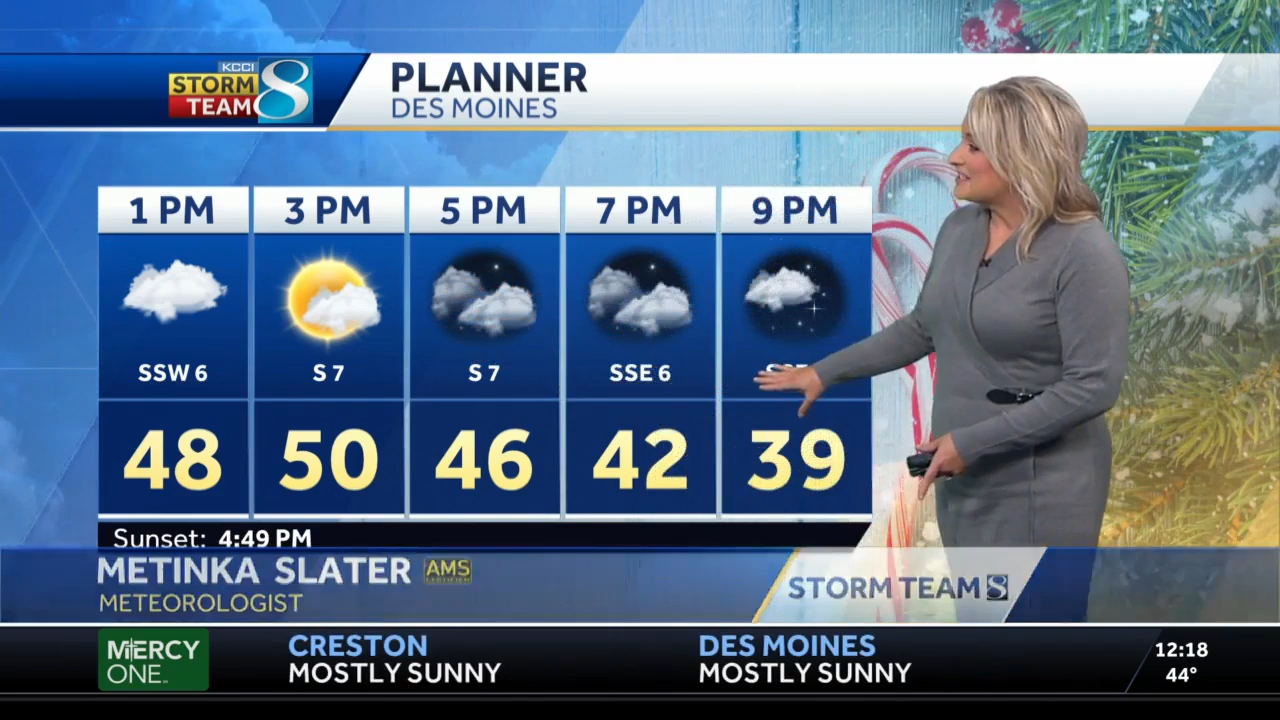 KCCI
STORM
TEAM 8
PLANNER
DES MOINES
1 PM 3 PM 5 PM 7 PM 9 PM
SSW 6 S 7 S 7 SSE 6
48 50 46 42 39
Sunset: 4:49 PM
METINKA SLATER AMS
METEOROLOGIST
STORM TEAM 8
MERCY
ONE
CRESTON
MOSTLY SUNNY
DES MOINES
MOSTLY SUNNY
12:18
44°